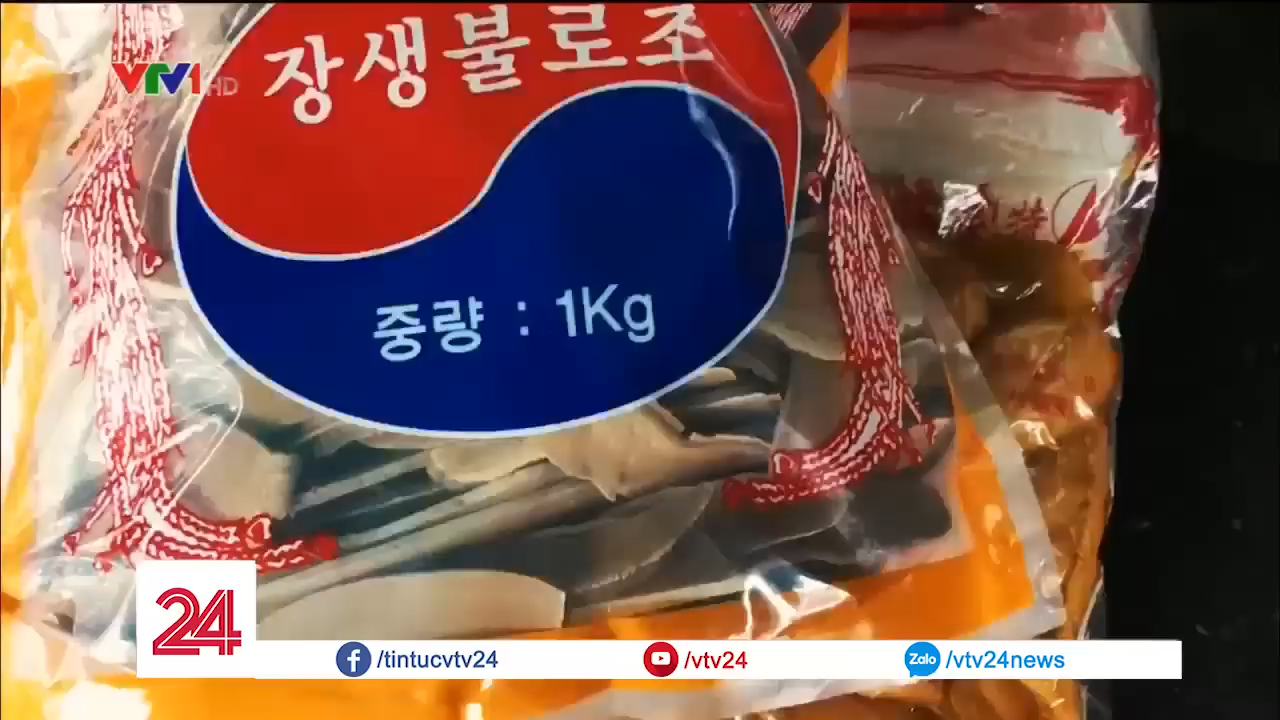 장생불로조
VTV1 HD
중량 : 1Kg
24
/tintucvtv24
/vtv24
Zalo /vtv24news